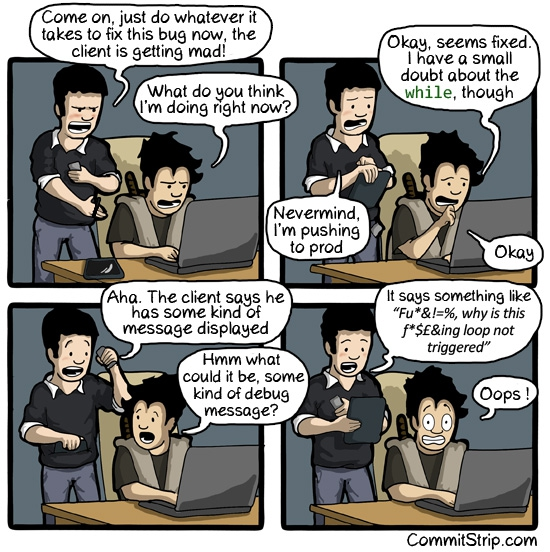 Come on, just do whatever it
takes to fix this bug now, the
client is getting mad!
What do you think
I'm doing right now?
Okay, seems fixed.
I have a small
doubt about the
while, though
Nevermind,
I'm pushing
to prod
Okay
Aha. The client says he
has some kind of
message displayed
Hmm what
could it be, some
kind of debug
message?
It says something like
"Fu*&!=%, why is this
f*$£&ing loop not
triggered"
Oops !
CommitStrip.com